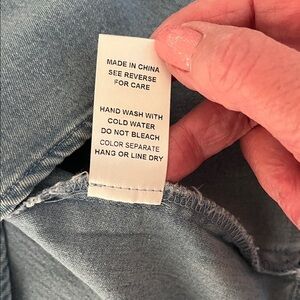 MADE IN CHINA
SEE REVERSE
FOR CARE
HAND WASH WITH
COLD WATER
DO NOT BLEACH
COLOR SEPARATE
HANG OR LINE DRY